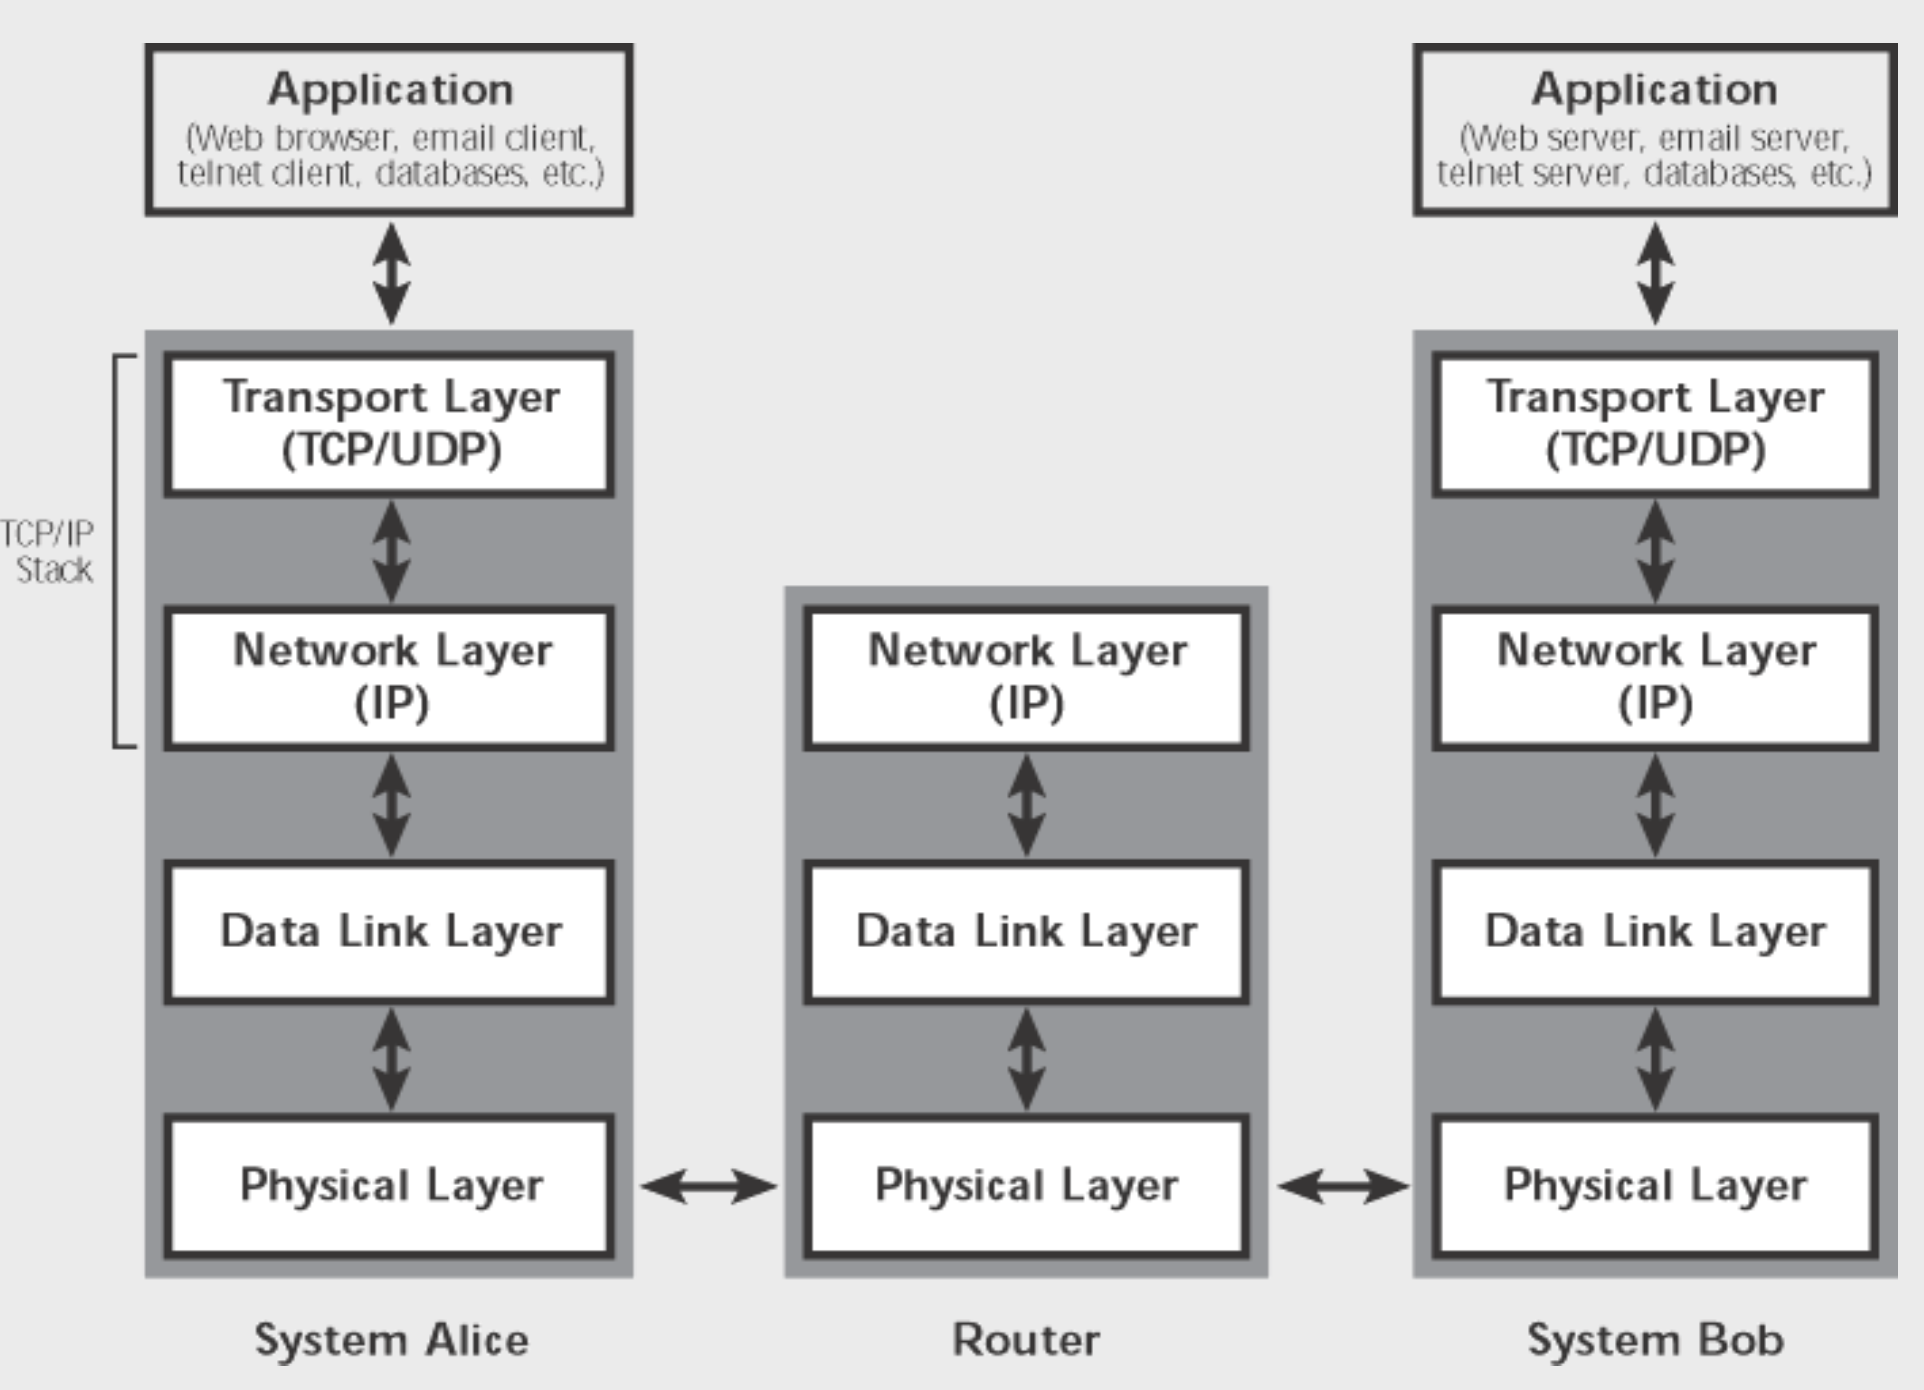 Application
(Web browser, email client,
telnet client, databases, etc.)
Application
(Web server, email server,
telnet server, databases, etc.)
TCP/IP
Stack
Transport Layer
(TCP/UDP)
Transport Layer
(TCP/UDP)
Network Layer
(IP)
Network Layer
(IP)
Network Layer
(IP)
Data Link Layer
Data Link Layer
Data Link Layer
Physical Layer
Physical Layer
Physical Layer
System Alice
Router
System Bob